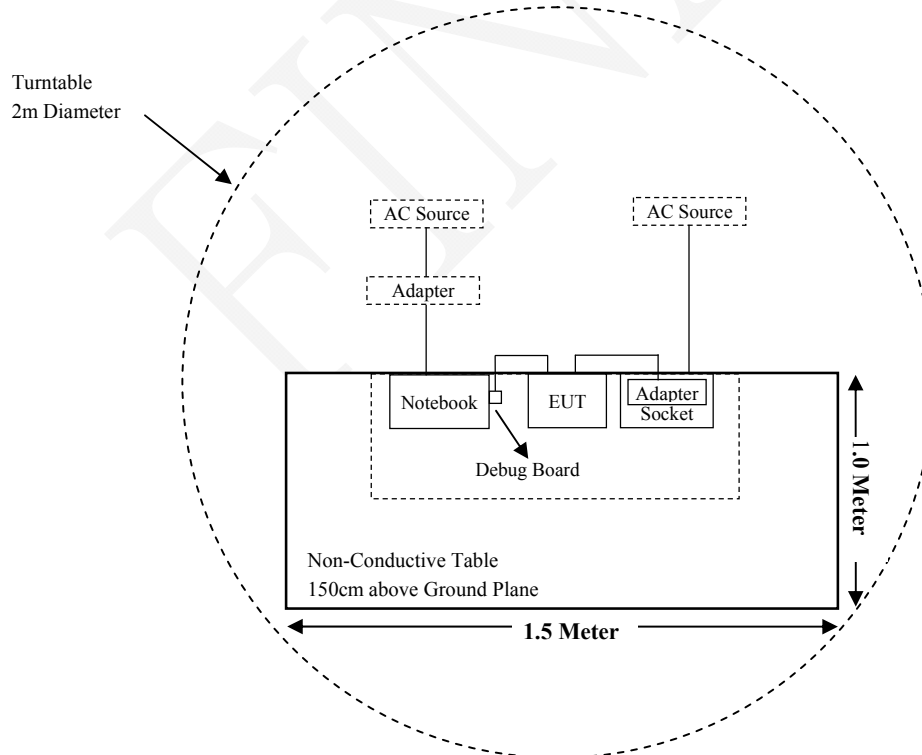 Turntable
2m Diameter
AC Source
AC Source
Adapter
Notebook
EUT
Adapter
Socket
Debug Board
1.0 Meter
Non-Conductive Table
150cm above Ground Plane
1.5 Meter